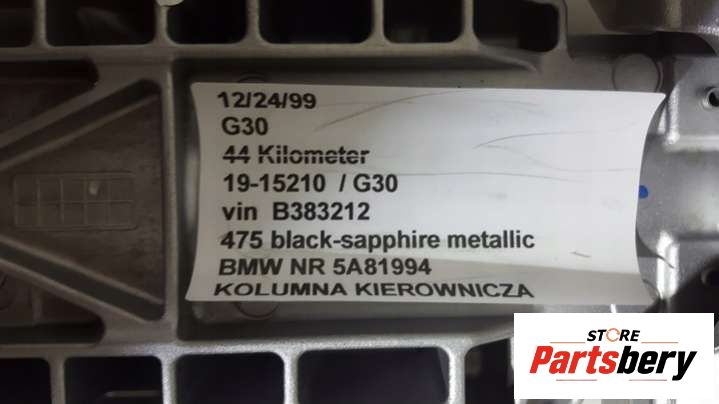 12/24/99
G30
44 Kilometer
19-15210 / G30
vin B383212
475 black-sapphire metallic
BMW NR 5A81994
KOLUMNA KIEROWNICZA
STORE
Partsbery